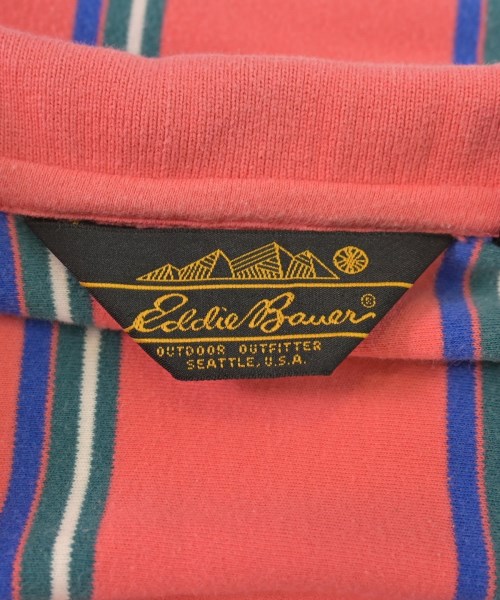 Eddie Bauer®
OUTDOOR OUTFITTER
SEATTLE, U.S.A.